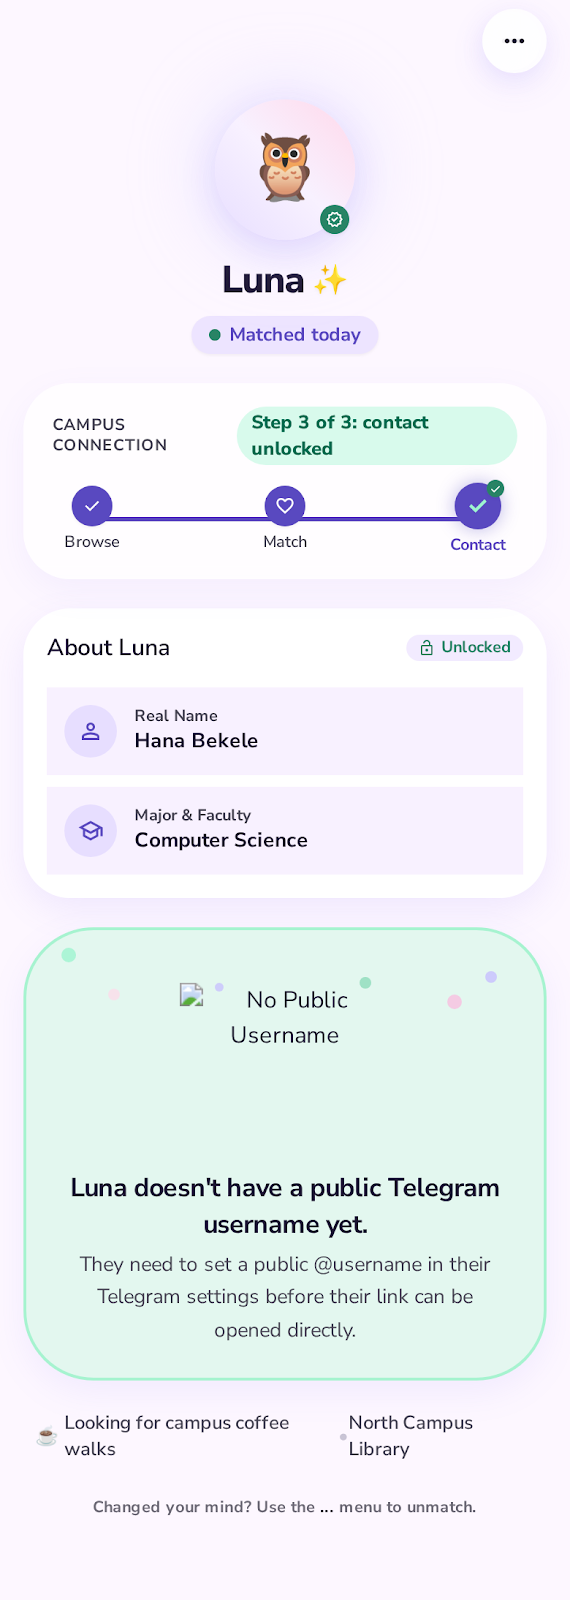 Luna ✨
Matched today
CAMPUS
CONNECTION
Step 3 of 3: contact
unlocked
Browse
Match
Contact
About Luna
Unlocked
Real Name
Hana Bekele
Major & Faculty
Computer Science
No Public
Username
Luna doesn't have a public Telegram
username yet.
They need to set a public @username in their
Telegram settings before their link can be
opened directly.
☕ Looking for campus coffee
walks
North Campus
Library
Changed your mind? Use the ... menu to unmatch.